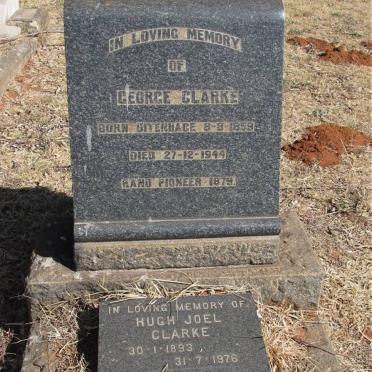 IN LOVING MEMORY
OF
GEORGE CLARKE
BORN UITENHAGE 8-8-1859
DIED 27-12-1944
RAND PIONEER 1879
IN LOVING MEMORY OF
HUGH JOEL
CLARKE
30-1-1893
31-7-1976